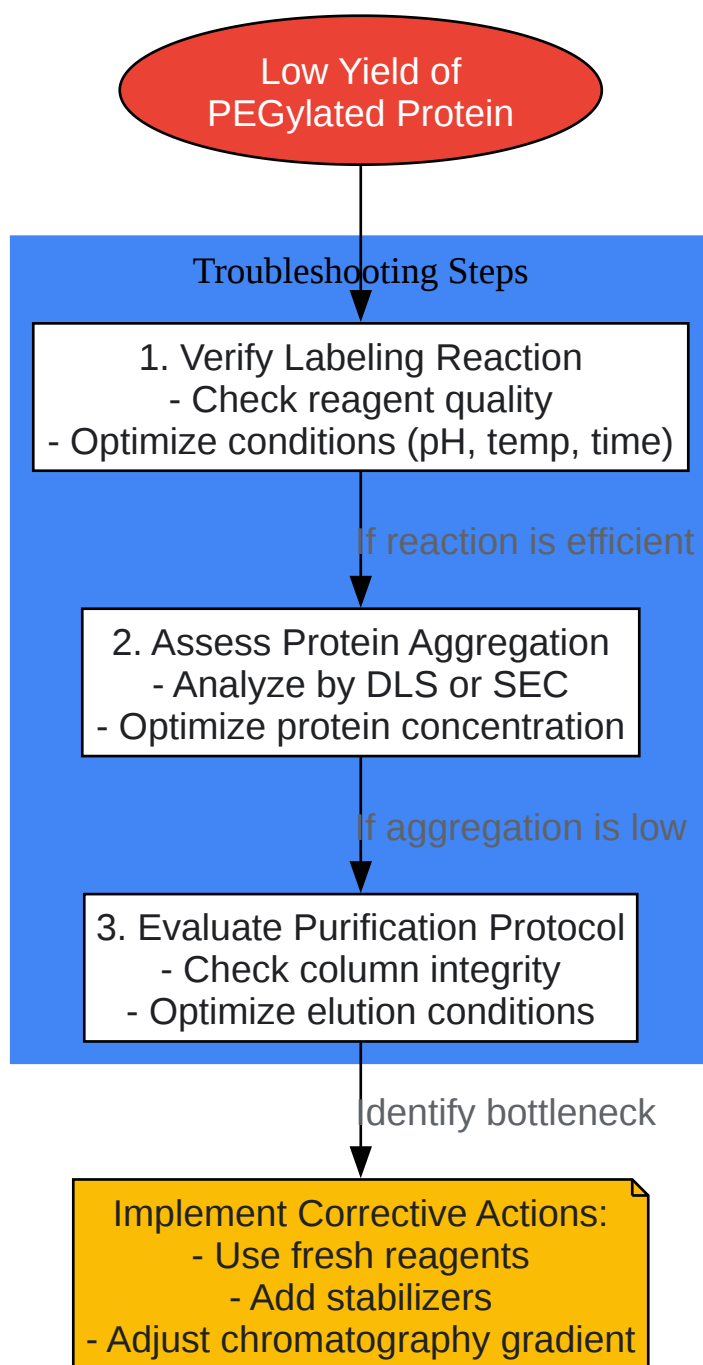 Low Yield of
PEGylated Protein
Troubleshooting Steps
1. Verify Labeling Reaction
- Check reagent quality
- Optimize conditions (pH, temp, time)
If reaction is efficient
2. Assess Protein Aggregation
- Analyze by DLS or SEC
- Optimize protein concentration
If aggregation is low
3. Evaluate Purification Protocol
- Check column integrity
- Optimize elution conditions
Identify bottleneck
Implement Corrective Actions:
- Use fresh reagents
- Add stabilizers
- Adjust chromatography gradient